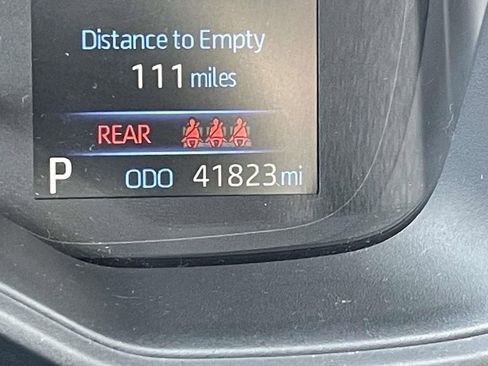 Distance to Empty
111 miles
REAR
P ODO 41823 mi